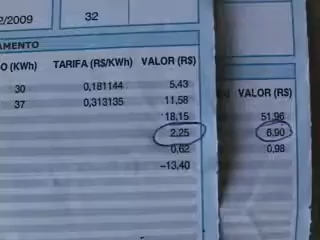 2/2009
32
AMENTO
O (KWh) TARIFA (R$/KWh) VALOR (R$)
30 0,181144 5,43
37 0,313135 11,58
18,15
2,25
0,62
-13,40
VALOR (R$)
51,96
6,90
0,98